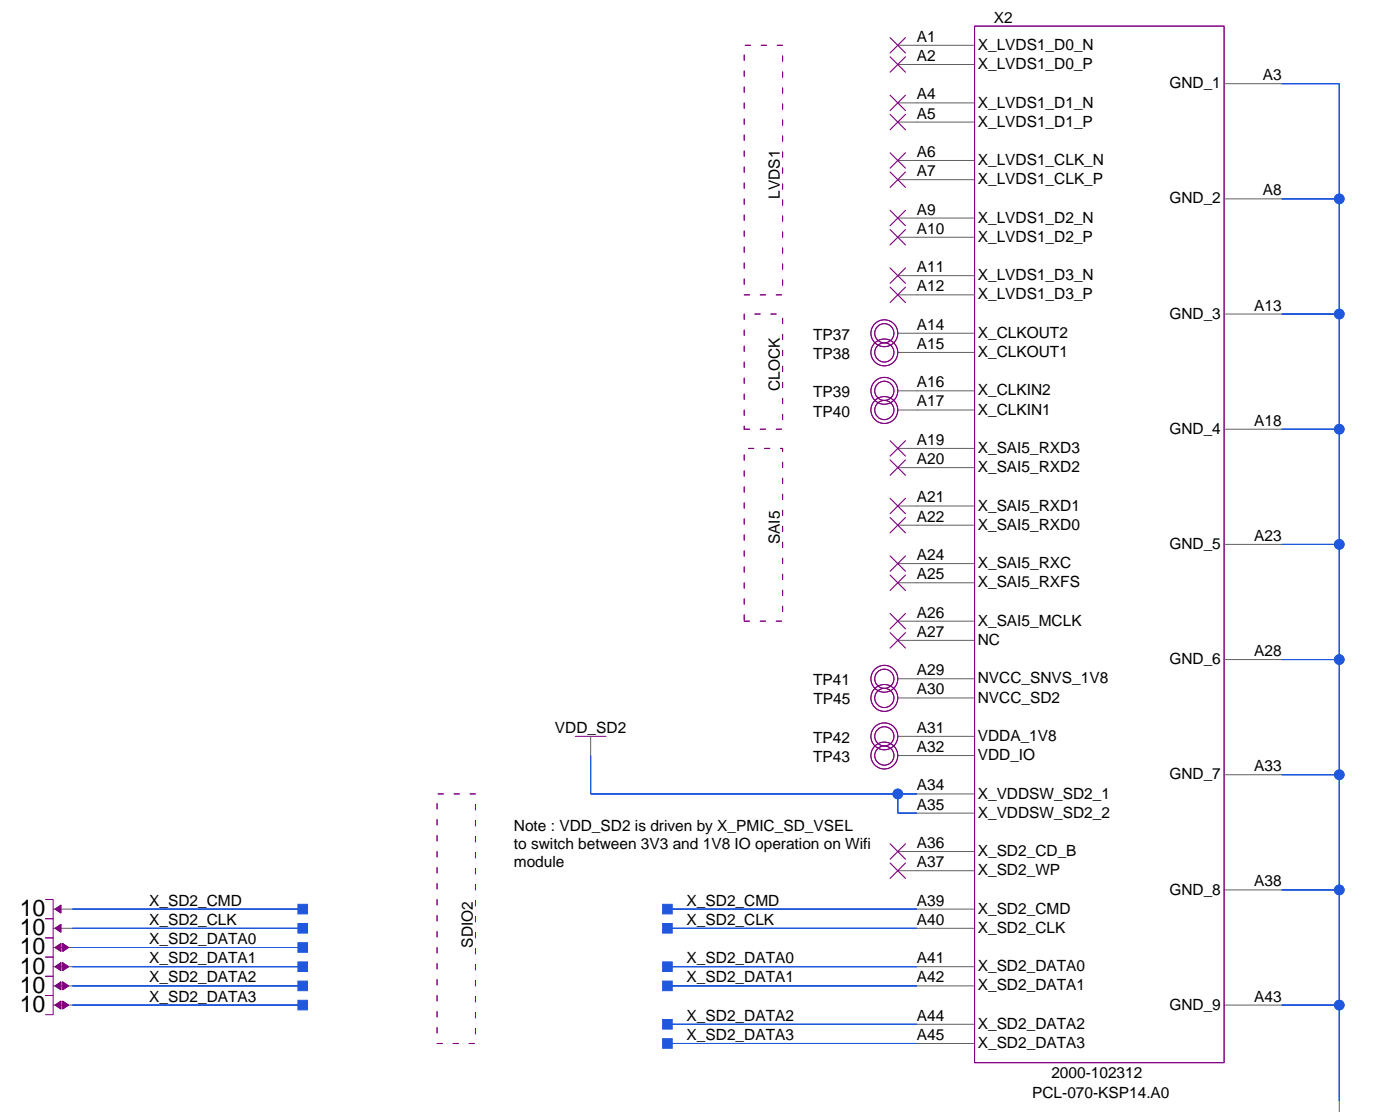 X2
A1 X_LVDS1_D0_N
A2 X_LVDS1_D0_P
GND_1 A3
A4 X_LVDS1_D1_N
A5 X_LVDS1_D1_P
A6 X_LVDS1_CLK_N
A7 X_LVDS1_CLK_P
LVDS1
GND_2 A8
A9 X_LVDS1_D2_N
A10 X_LVDS1_D2_P
A11 X_LVDS1_D3_N
A12 X_LVDS1_D3_P
GND_3 A13
TP37 A14 X_CLKOUT2
TP38 A15 X_CLKOUT1
CLOCK
TP39 A16 X_CLKIN2
TP40 A17 X_CLKIN1
GND_4 A18
A19 X_SAI5_RXD3
A20 X_SAI5_RXD2
A21 X_SAI5_RXD1
A22 X_SAI5_RXD0
SAI5
GND_5 A23
A24 X_SAI5_RXC
A25 X_SAI5_RXFS
A26 X_SAI5_MCLK
A27 NC
GND_6 A28
TP41 A29 NVCC_SNVS_1V8
TP45 A30 NVCC_SD2
VDD_SD2
TP42 A31 VDDA_1V8
TP43 A32 VDD_IO
GND_7 A33
A34 X_VDDSW_SD2_1
A35 X_VDDSW_SD2_2
Note : VDD_SD2 is driven by X_PMIC_SD_VSEL
to switch between 3V3 and 1V8 IO operation on Wifi
module
A36 X_SD2_CD_B
A37 X_SD2_WP
GND_8 A38
SDIO2
10 X_SD2_CMD
10 X_SD2_CLK
10 X_SD2_DATA0
10 X_SD2_DATA1
10 X_SD2_DATA2
10 X_SD2_DATA3
X_SD2_CMD A39 X_SD2_CMD
X_SD2_CLK A40 X_SD2_CLK
X_SD2_DATA0 A41 X_SD2_DATA0
X_SD2_DATA1 A42 X_SD2_DATA1
GND_9 A43
X_SD2_DATA2 A44 X_SD2_DATA2
X_SD2_DATA3 A45 X_SD2_DATA3
2000-102312
PCL-070-KSP14.A0